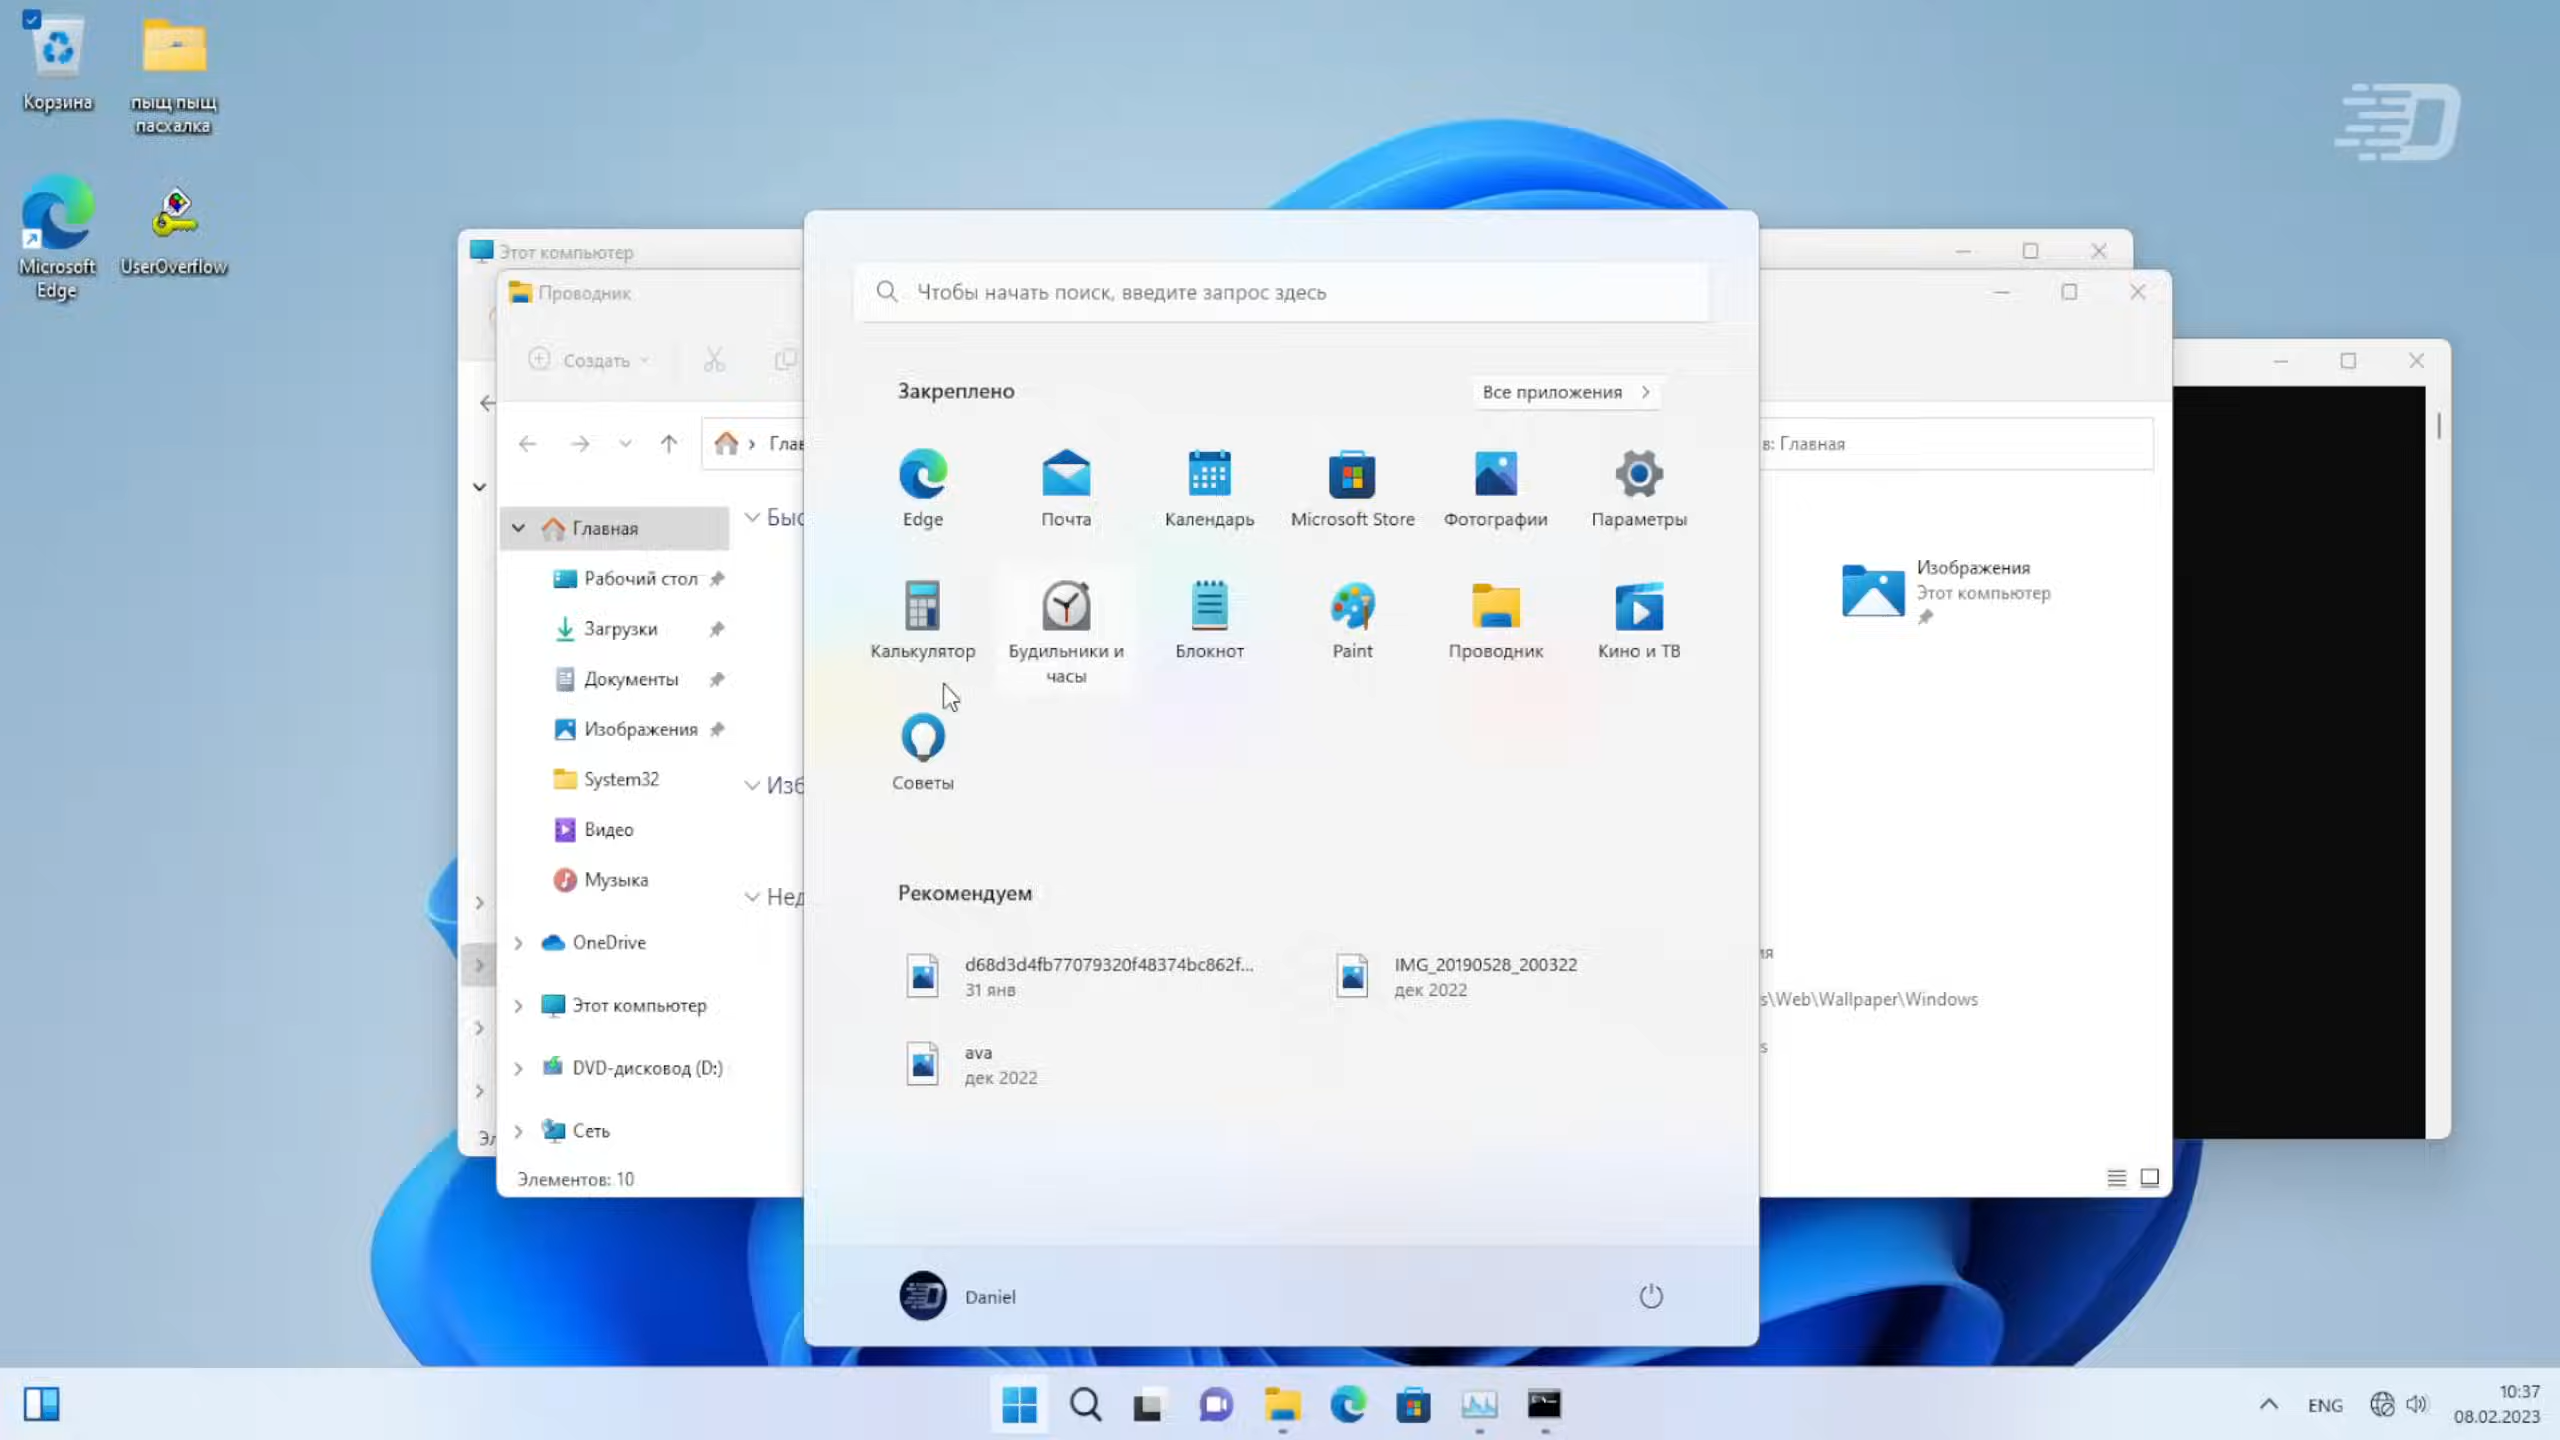 Корзина
пыщ пыщ
пасхалка
Microsoft
Edge
UserOverflow
Этот компьютер
Проводник
Создать
Главная
Рабочий стол
Загрузки
Документы
Изображения
System32
Видео
Музыка
OneDrive
Этот компьютер
DVD-дисковод (D:)
Сеть
Элементов: 10
Чтобы начать поиск, введите запрос здесь
Закреплено
Все приложения
Edge
Почта
Календарь
Microsoft Store
Фотографии
Параметры
Калькулятор
Будильники и
часы
Блокнот
Paint
Проводник
Кино и ТВ
Советы
Рекомендуем
d68d3d4fb77079320f48374bc862f...
31 янв
IMG_20190528_200322
дек 2022
ava
дек 2022
Daniel
в: Главная
Изображения
Этот компьютер
s\Web\Wallpaper\Windows
ENG
10:37
08.02.2023